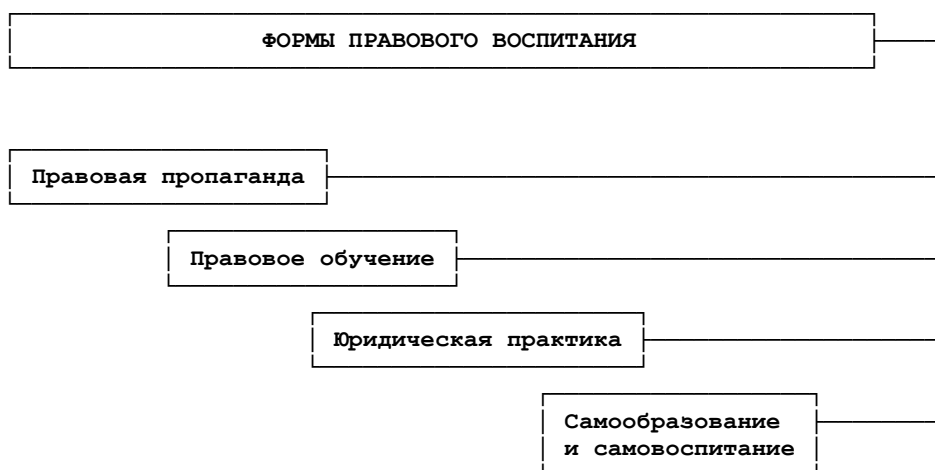 ФОРМЫ ПРАВОВОГО ВОСПИТАНИЯ
Правовая пропаганда
Правовое обучение
Юридическая практика
Самообразование
и самовоспитание